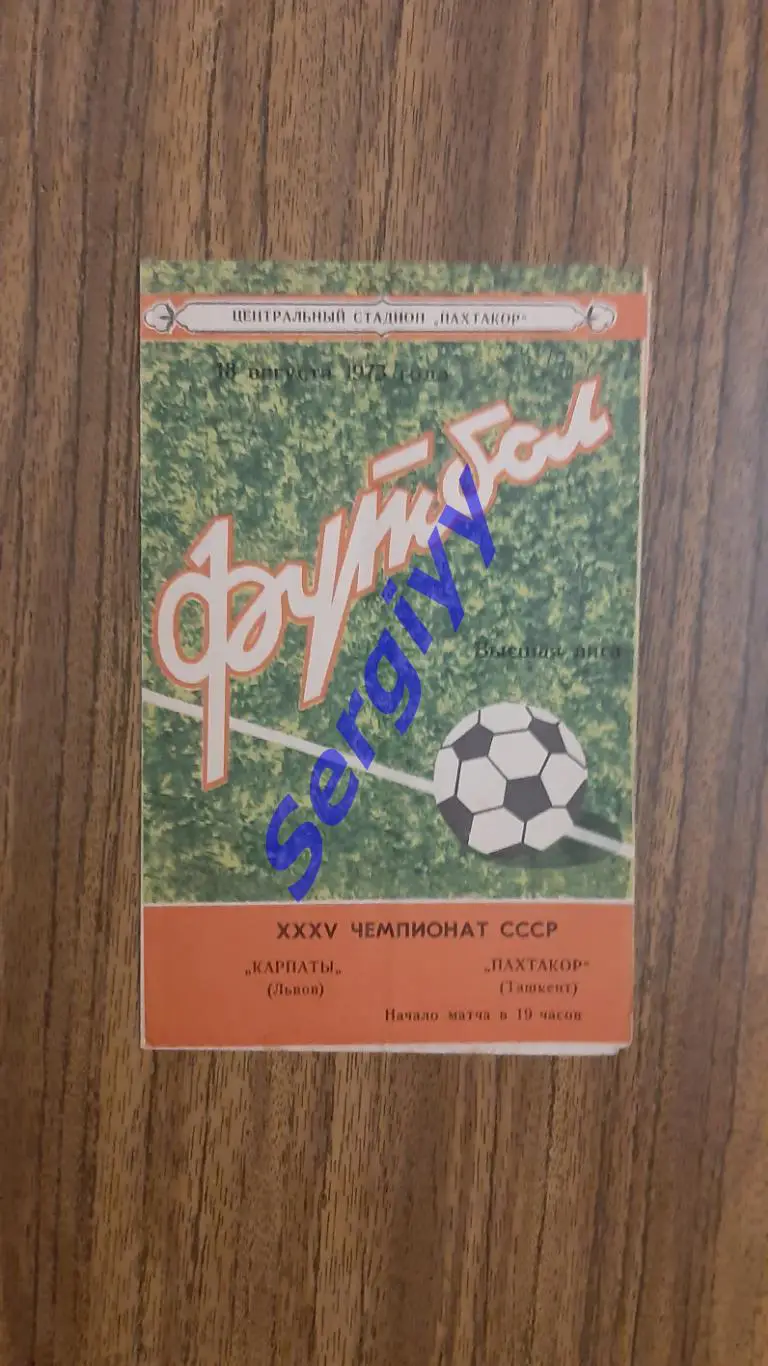 ЦЕНТРАЛЬНЫЙ СТАДИОН „ПАХТАКОР"
18 августа 1973 года
Футбол
Высшая лига
Sergiyy
XXXV ЧЕМПИОНАТ СССР
„КАРПАТЫ„ „ПАХТАКОР"
(Львов) (Ташкент)
Начало матча в 19 часов